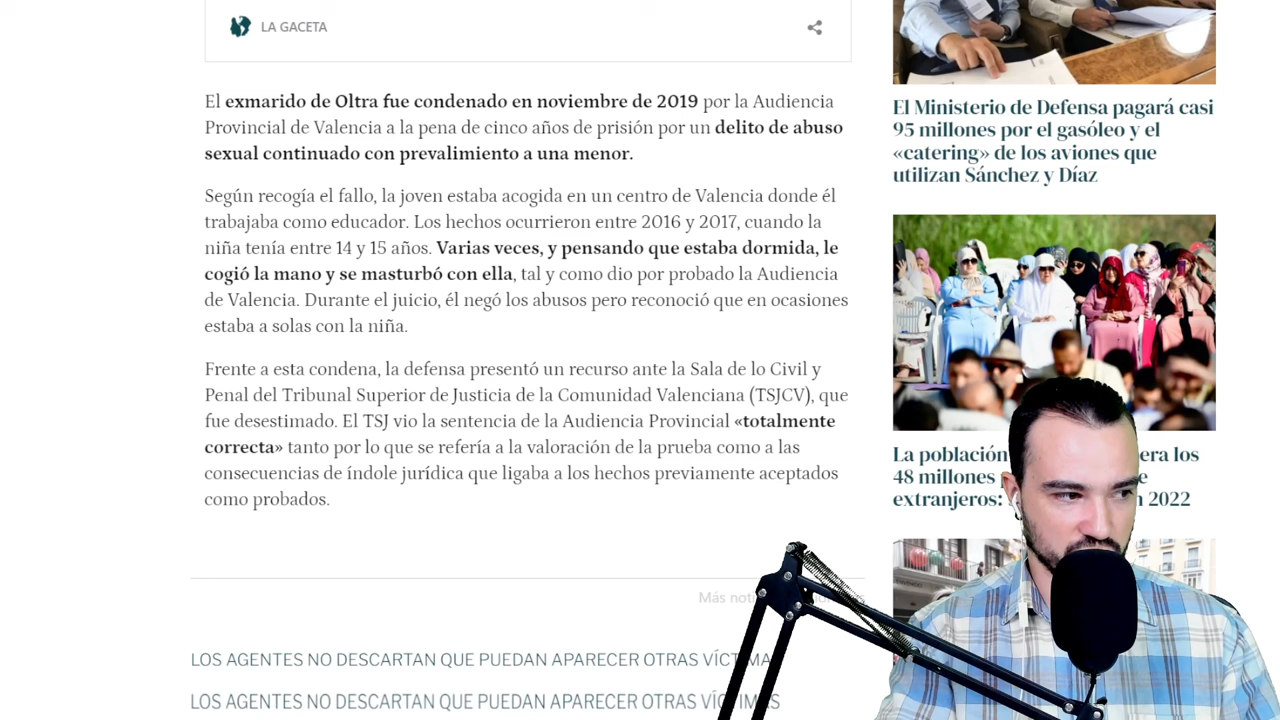 LA GACETA
El exmarido de Oltra fue condenado en noviembre de 2019 por la Audiencia
Provincial de Valencia a la pena de cinco años de prisión por un delito de abuso
sexual continuado con prevalimiento a una menor.
Según recogía el fallo, la joven estaba acogida en un centro de Valencia donde él
trabajaba como educador. Los hechos ocurrieron entre 2016 y 2017, cuando la
niña tenía entre 14 y 15 años. Varias veces, y pensando que estaba dormida, le
cogió la mano y se masturbó con ella, tal y como dio por probado la Audiencia
de Valencia. Durante el juicio, él negó los abusos pero reconoció que en ocasiones
estaba a solas con la niña.
Frente a esta condena, la defensa presentó un recurso ante la Sala de lo Civil y
Penal del Tribunal Superior de Justicia de la Comunidad Valenciana (TSJCV), que
fue desestimado. El TSJ vio la sentencia de la Audiencia Provincial «totalmente
correcta» tanto por lo que se refería a la valoración de la prueba como a las
consecuencias de índole jurídica que ligaba a los hechos previamente aceptados
como probados.
Más
LOS AGENTES NO DESCARTAN QUE PUEDAN APARECER OTRAS
LOS AGENTES NO DESCARTAN QUE PUEDAN APARECER OTRAS
El Ministerio de Defensa pagará casi
95 millones por el gasóleo y el
«catering» de los aviones que
utilizan Sánchez y Díaz
La población los
48 millones
extranjeros: 2022